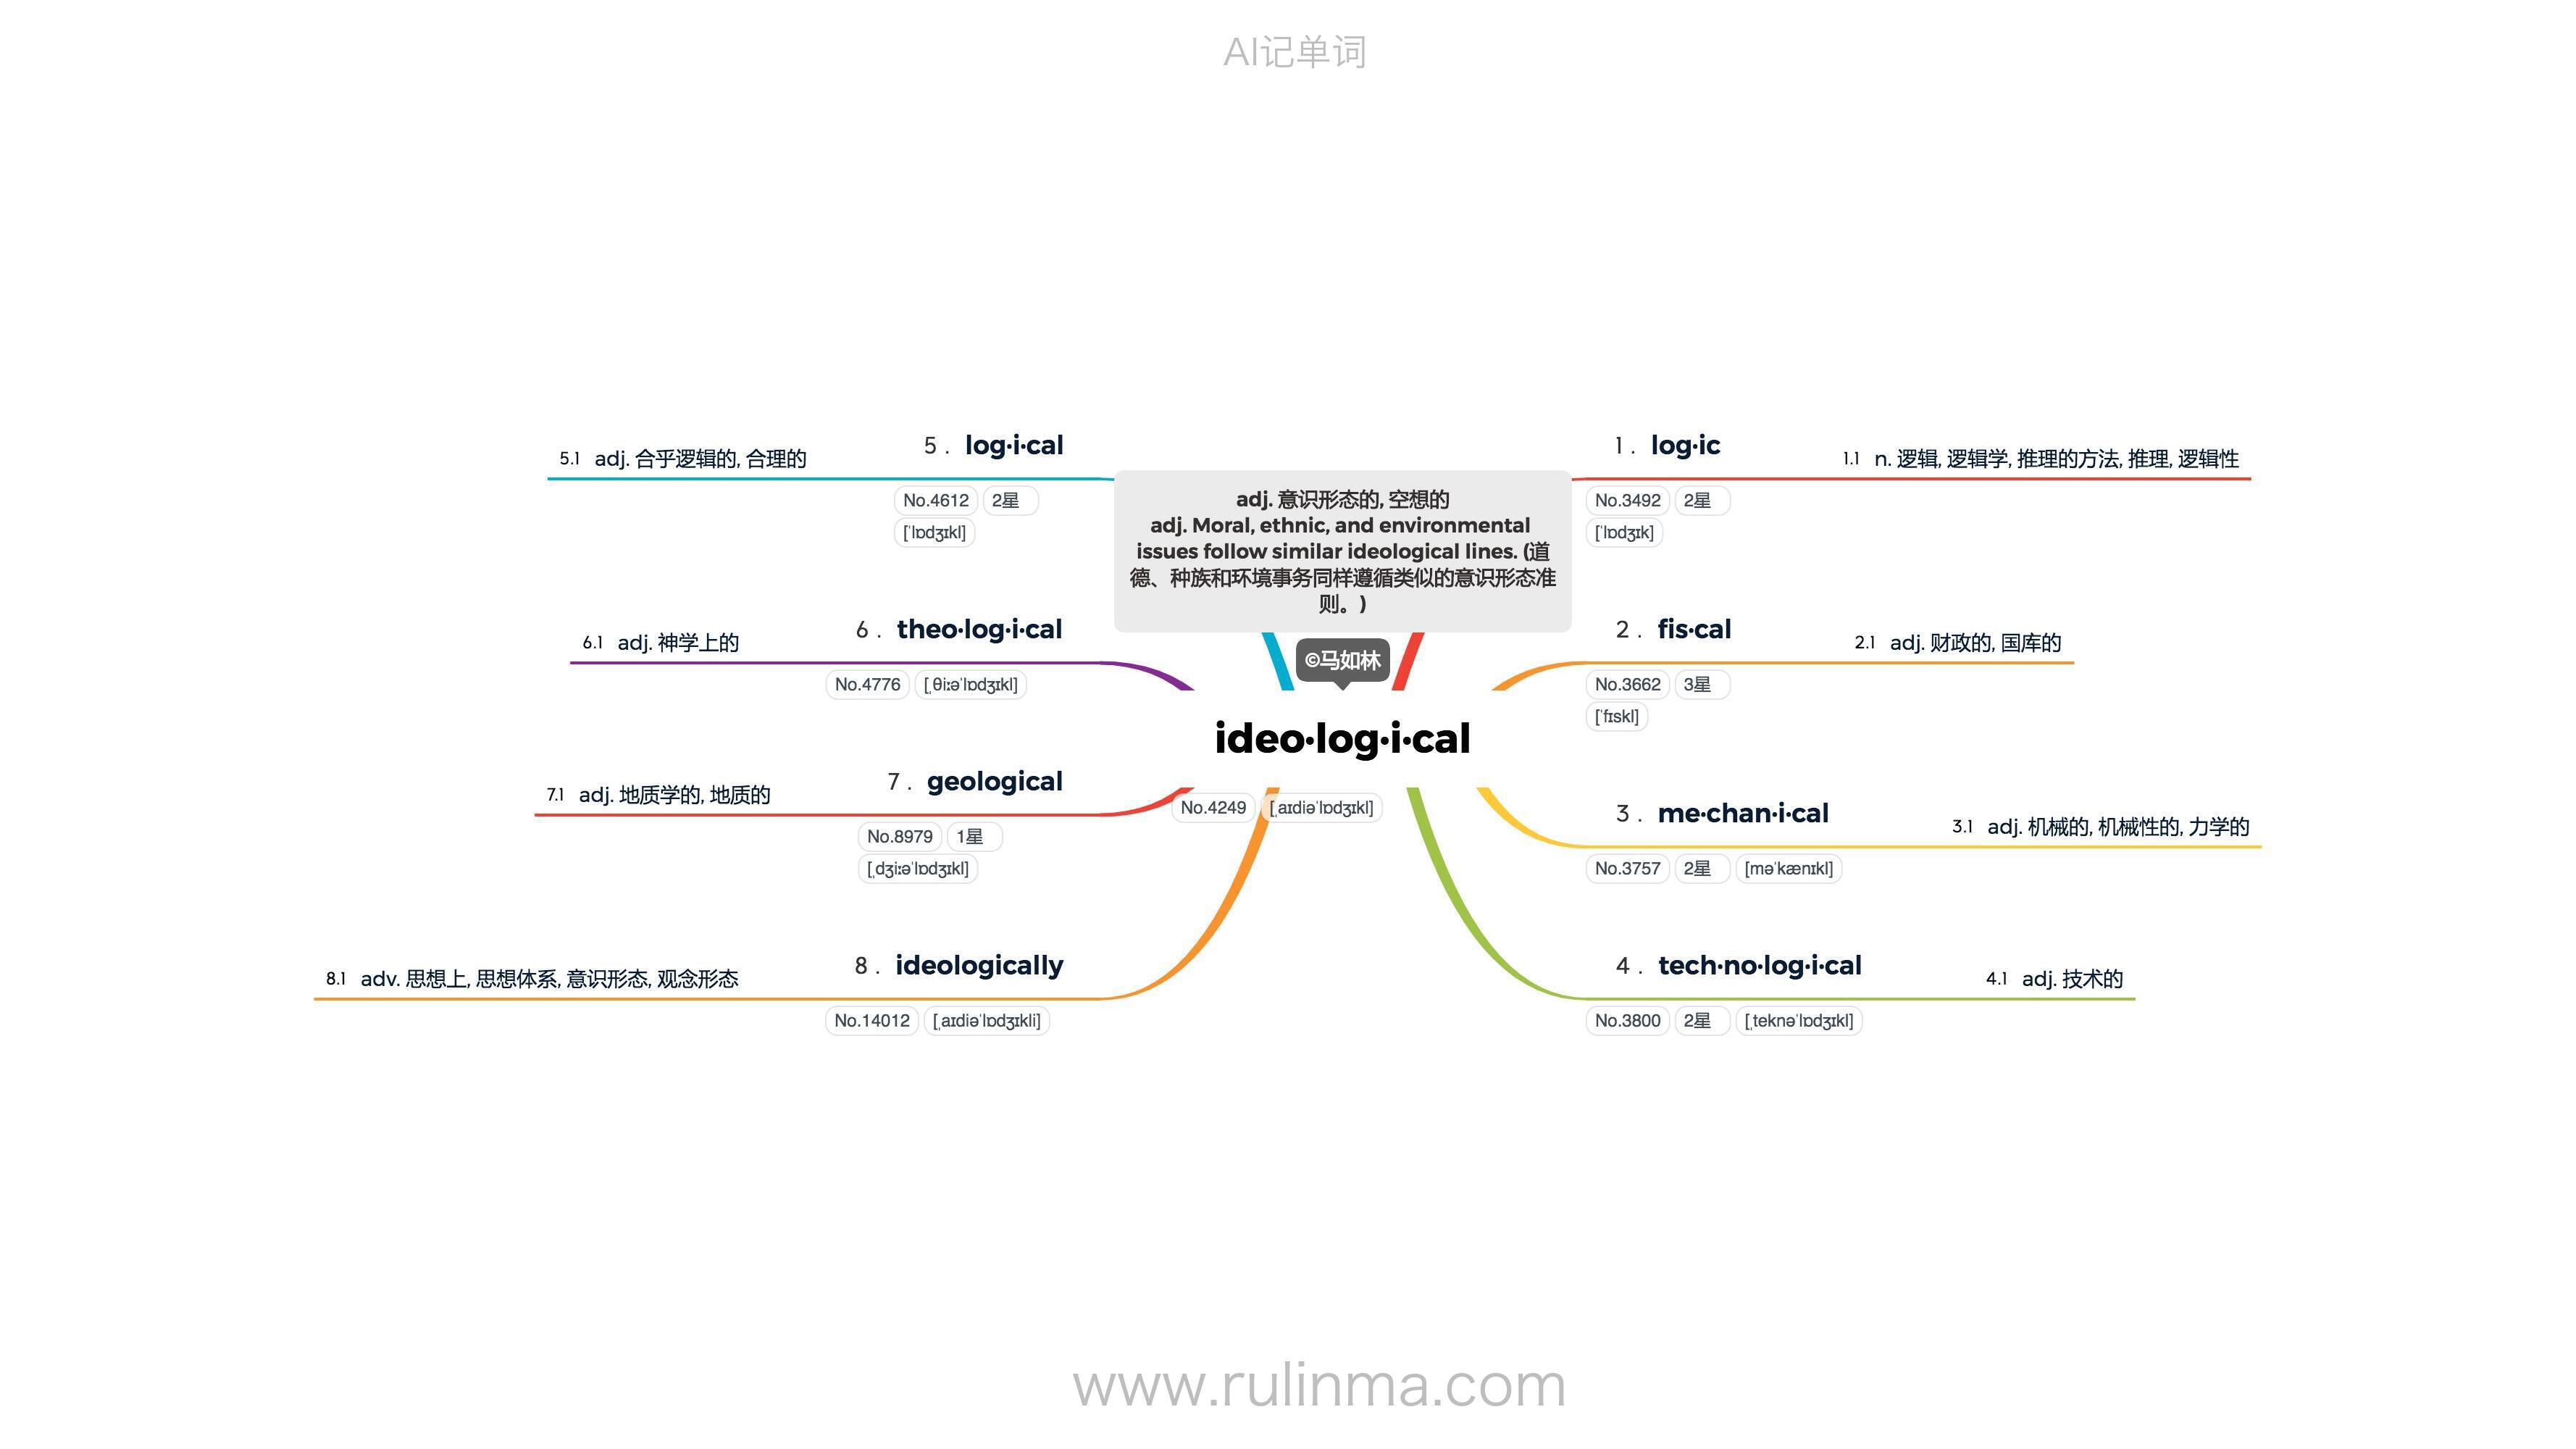 AI记单词
5 . log·i·cal
5.1 adj. 合乎逻辑的, 合理的
No.4612 2星
[ˈlɒdʒɪkl]
6 . theo·log·i·cal
6.1 adj. 神学上的
No.4776 [ˌθiːəˈlɒdʒɪkl]
7 . geological
7.1 adj. 地质学的, 地质的
No.8979 1星
[ˌdʒiːəˈlɒdʒɪkl]
8 . ideologically
8.1 adv. 思想上, 思想体系, 意识形态, 观念形态
No.14012 [ˌaɪdiəˈlɒdʒɪkli]
adj. 意识形态的, 空想的
adj. Moral, ethnic, and environmental
issues follow similar ideological lines. (道
德、种族和环境事务同样遵循类似的意识形态准
则。)
©马如林
ideo·log·i·cal
No.4249 [ˌaɪdiəˈlɒdʒɪkl]
1 . log·ic
1.1 n. 逻辑, 逻辑学, 推理的方法, 推理, 逻辑性
No.3492 2星
[ˈlɒdʒɪk]
2 . fis·cal
2.1 adj. 财政的, 国库的
No.3662 3星
[ˈfɪskl]
3 . me·chan·i·cal
3.1 adj. 机械的, 机械性的, 力学的
No.3757 2星 [məˈkænɪkl]
4 . tech·no·log·i·cal
4.1 adj. 技术的
No.3800 2星 [ˌteknəˈlɒdʒɪkl]
www.rulinma.com